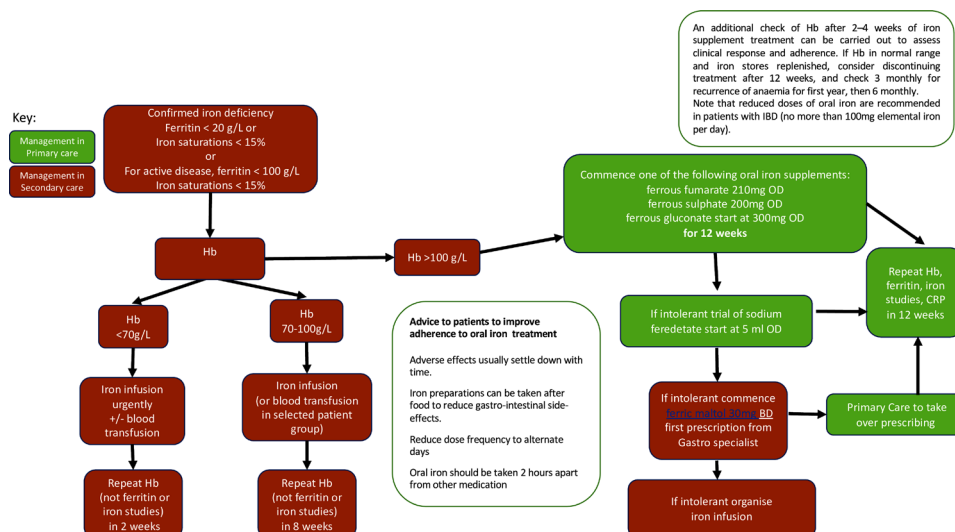 An additional check of Hb after 2–4 weeks of iron
supplement treatment can be carried out to assess
clinical response and adherence. If Hb in normal
range and iron stores replenished, consider discontinuing
treatment after 12 weeks, and check 3 monthly for
recurrence of anaemia for first year, then 6 monthly.
Note that reduced doses of oral iron are recommended
in patients with IBD (no more than 100mg elemental iron
per day).
Key:
Management in
Primary care
Management in
Secondary care
Confirmed iron deficiency
Ferritin < 20 g/L or
Iron saturations < 15%
or
For active disease, ferritin < 100 g/L
Iron saturations < 15%
Commence one of the following oral iron supplements:
ferrous fumarate 210mg OD
ferrous sulphate 200mg OD
ferrous gluconate start at 300mg OD
for 12 weeks
Hb
Hb >100 g/L
Repeat Hb,
ferritin, iron
studies, CRP
in 12 weeks
Hb
<70g/L
Hb
70-100g/L
If intolerant trial of sodium
feredetate start at 5 ml OD
Advice to patients to improve
adherence to oral iron treatment
Adverse effects usually settle down with
time.
Iron preparations can be taken after
food to reduce gastro-intestinal side-
effects.
Reduce dose frequency to alternate
days
Oral iron should be taken 2 hours apart
from other medication
Iron infusion
urgently
+/- blood
transfusion
Iron infusion
(or blood transfusion
in selected patient
group)
If intolerant commence
ferric maltol 30mg BD
first prescription from
Gastro specialist
Primary Care to take
over prescribing
Repeat Hb
(not ferritin or
iron studies)
in 2 weeks
Repeat Hb
(not ferritin or
iron studies)
in 8 weeks
If intolerant organise
iron infusion